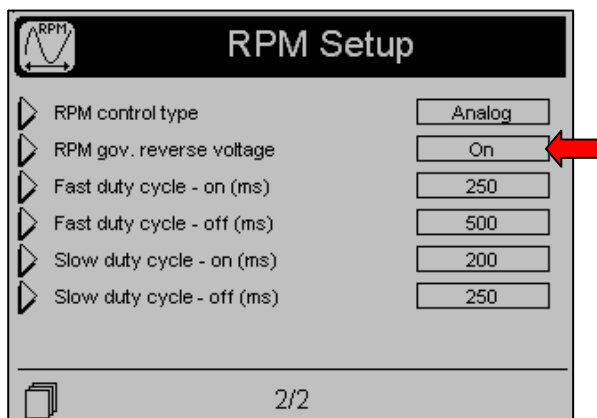 RPM
RPM Setup
RPM control type Analog
RPM gov. reverse voltage On
Fast duty cycle - on (ms) 250
Fast duty cycle - off (ms) 500
Slow duty cycle - on (ms) 200
Slow duty cycle - off (ms) 250
2/2